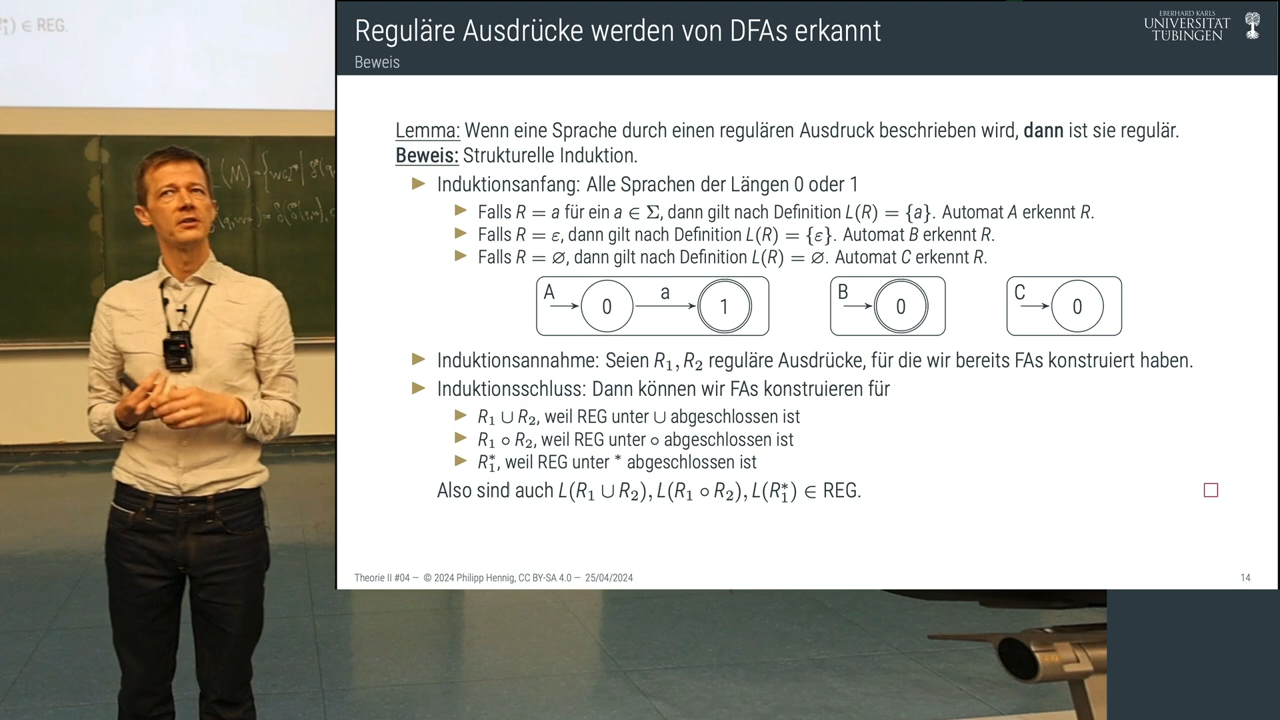 ) ∈ REG.
Reguläre Ausdrücke werden von DFAs erkannt
Beweis
EBERHARD KARLS
UNIVERSITÄT
TÜBINGEN
Lemma: Wenn eine Sprache durch einen regulären Ausdruck beschrieben wird, dann ist sie regulär.
Beweis: Strukturelle Induktion.
Induktionsanfang: Alle Sprachen der Längen 0 oder 1
Falls R = a für ein a ∈ Σ, dann gilt nach Definition L(R) = {a}. Automat A erkennt R.
Falls R = ε, dann gilt nach Definition L(R) = {ε}. Automat B erkennt R.
Falls R = ∅, dann gilt nach Definition L(R) = ∅. Automat C erkennt R.
A 0 a 1
B 0
C 0
Induktionsannahme: Seien R₁, R₂ reguläre Ausdrücke, für die wir bereits FAs konstruiert haben.
Induktionsschluss: Dann können wir FAs konstruieren für
R₁ ∪ R₂, weil REG unter ∪ abgeschlossen ist
R₁ ∘ R₂, weil REG unter ∘ abgeschlossen ist
R₁*, weil REG unter * abgeschlossen ist
Also sind auch L(R₁ ∪ R₂), L(R₁ ∘ R₂), L(R₁*) ∈ REG.
Theorie II #04 — © 2024 Philipp Hennig, CC BY-SA 4.0 — 25/04/2024
14